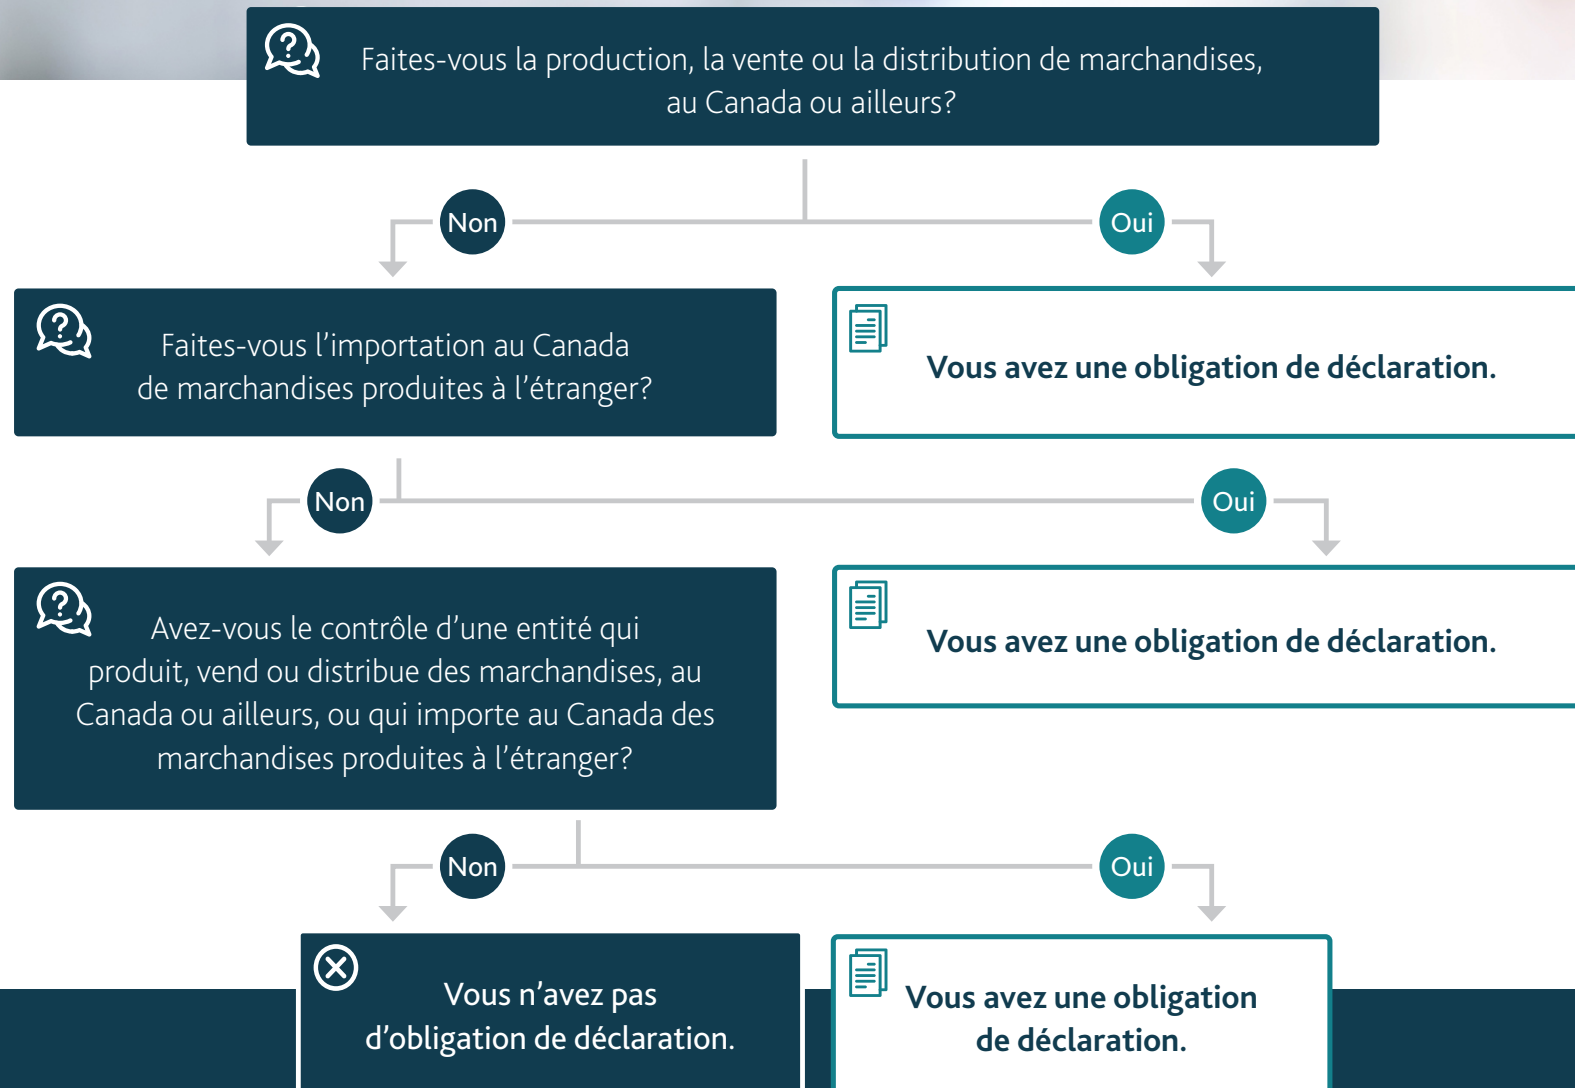 Faites-vous la production, la vente ou la distribution de marchandises,
au Canada ou ailleurs?
Non
Oui
Faites-vous l’importation au Canada
de marchandises produites à l’étranger?
Vous avez une obligation de déclaration.
Non
Oui
Avez-vous le contrôle d’une entité qui
produit, vend ou distribue des marchandises, au
Canada ou ailleurs, ou qui importe au Canada des
marchandises produites à l’étranger?
Vous avez une obligation de déclaration.
Non
Oui
Vous n’avez pas
d’obligation de déclaration.
Vous avez une obligation
de déclaration.